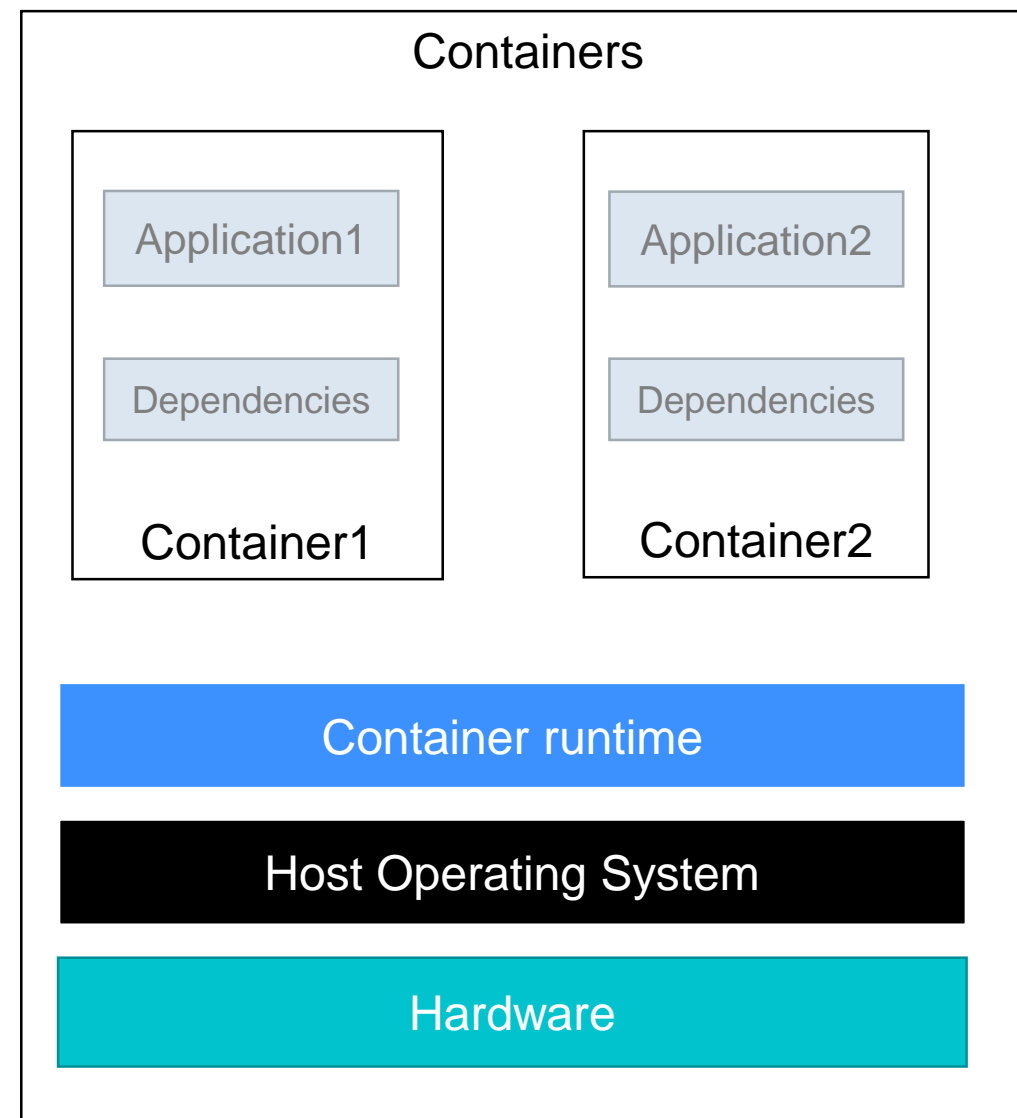 Containers
Application1
Dependencies
Container1
Application2
Dependencies
Container2
Container runtime
Host Operating System
Hardware